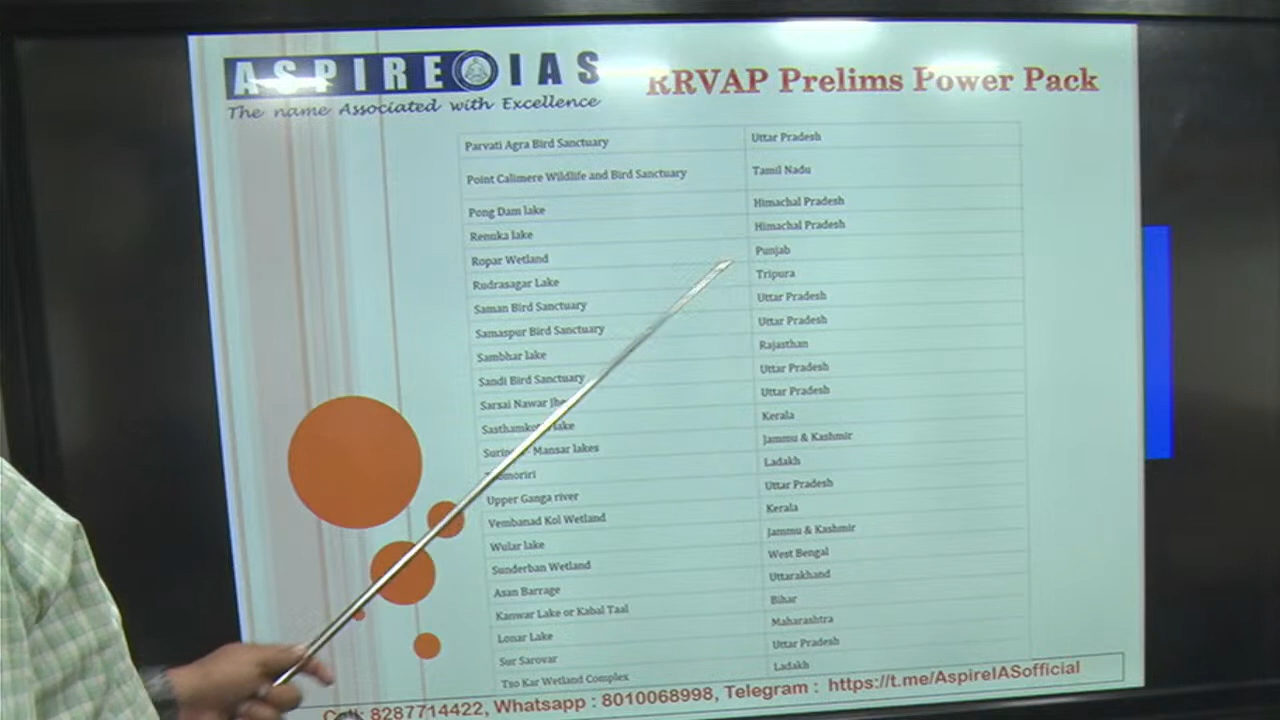 ASPIRE IAS
The name Associated with Excellence
RRVAP Prelims Power Pack
Parvati Agra Bird Sanctuary Uttar Pradesh
Point Calimere Wildlife and Bird Sanctuary Tamil Nadu
Pong Dam lake Himachal Pradesh
Renuka lake Himachal Pradesh
Ropar Wetland Punjab
Rudrasagar Lake Tripura
Saman Bird Sanctuary Uttar Pradesh
Samaspur Bird Sanctuary Uttar Pradesh
Sambhar lake Rajasthan
Sandi Bird Sanctuary Uttar Pradesh
Sarsai Nawar Uttar Pradesh
lake Kerala
Mansar lakes Jammu & Kashmir
Ladakh
Upper Ganga river Uttar Pradesh
Vembanad Kol Wetland Kerala
Wular lake Jammu & Kashmir
Sunderban Wetland West Bengal
Asan Barrage Uttarakhand
Kanwar Lake or Kabal Taal Bihar
Lonar Lake Maharashtra
Sur Sarovar Uttar Pradesh
Tso Kar Wetland Complex Ladakh
Call: 8287714422, Whatsapp : 8010068998, Telegram : https://t.me/AspireIASofficial